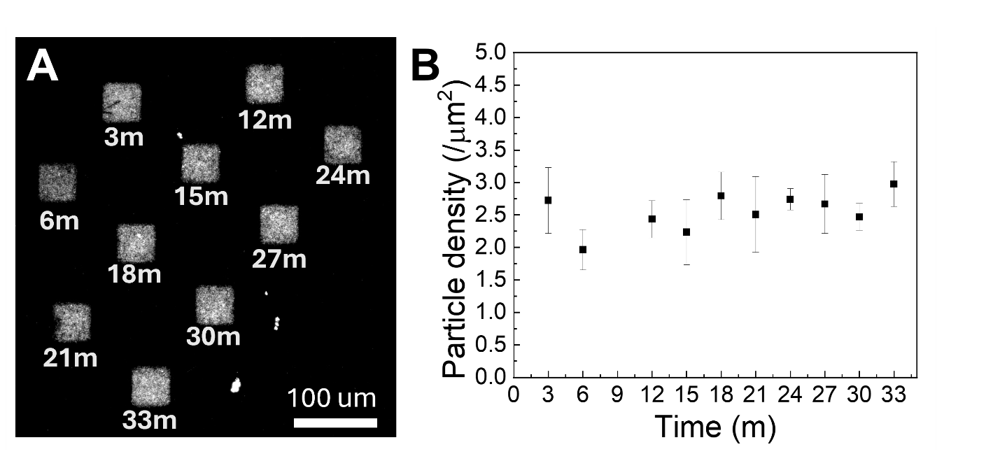 A
12m
3m
24m
15m
6m
27m
18m
30m
21m
33m
100 um
B
Particle density (/μm²)
5.0
4.5
4.0
3.5
3.0
2.5
2.0
1.5
1.0
0.5
0.0
0 3 6 9 12 15 18 21 24 27 30 33
Time (m)